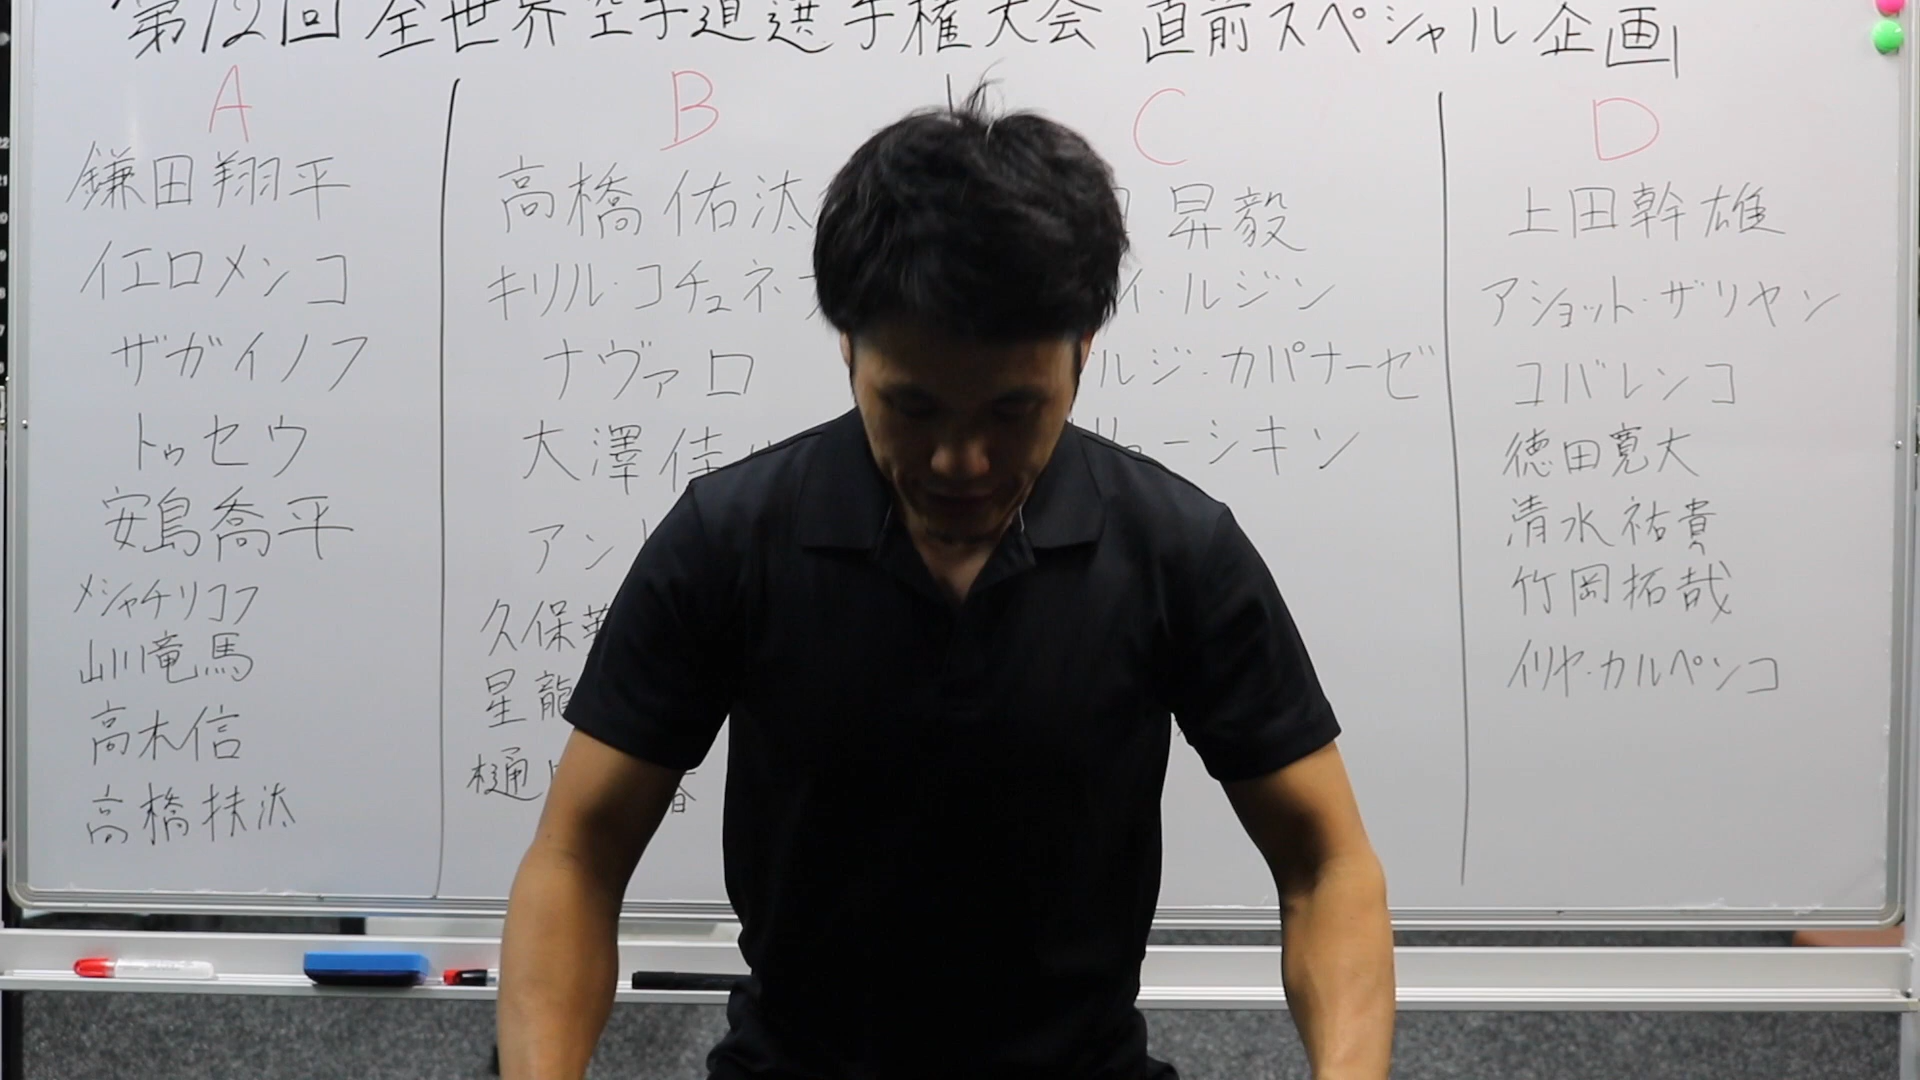 第12回 全世界空手道選手権大会 直前スペシャル企画
A
鎌田翔平
イエロメンコ
ザガイノフ
トゥセウ
安島喬平
メシャチリコフ
山川竜馬
高木信
高橋扶汰
B
高橋佑汰
キリル・コチュネ
ナヴァロ
大澤佳
アン
久保
星龍
樋
C
昇毅
イ・ルジン
ルジ・カパナーゼ
リューシキン
D
上田幹雄
アショット・ザリヤン
コバレンコ
徳田寛大
清水祐貴
竹岡拓哉
イリヤ・カルペンコ